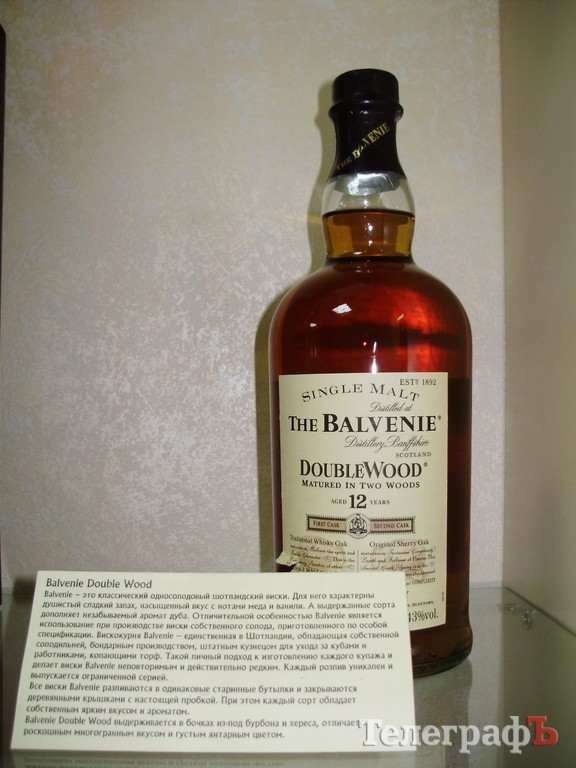 THE BALVENIE
ESTD 1892
SINGLE MALT
Distilled at
THE BALVENIE®
Distillery, Banffshire
SCOTLAND
DOUBLEWOOD®
MATURED IN TWO WOODS
AGED 12 YEARS
FIRST CASK SECOND CASK
Traditional Whisky Oak Original Sherry Oak
43%vol.
Balvenie Double Wood
Balvenie – это классический односолодовый шотландский виски. Для него характерны
душистый сладкий запах, насыщенный вкус с нотами меда и ванили. А выдержанные сорта
дополняет незабываемый аромат дуба. Отличительной особенностью Balvenie является
использование при производстве виски собственного солода, приготовленного по особой
спецификации. Вискокурня Balvenie – единственная в Шотландии, обладающая собственной
солодильней, бондарным производством, штатным кузнецом для ухода за кубами и
работниками, копающими торф. Такой личный подход к изготовлению каждого купажа и
делает виски Balvenie неповторимым и действительно редким. Каждый розлив уникален и
выпускается ограниченной серией.
Все виски Balvenie разливаются в одинаковые старинные бутылки и закрываются
деревянными крышками с настоящей пробкой. При этом каждый сорт обладает
собственным ярким вкусом и ароматом.
Balvenie Double Wood выдерживается в бочках из-под бурбона и хереса, отличает
роскошным многогранным вкусом и густым янтарным цветом.
ТелеграфЪ